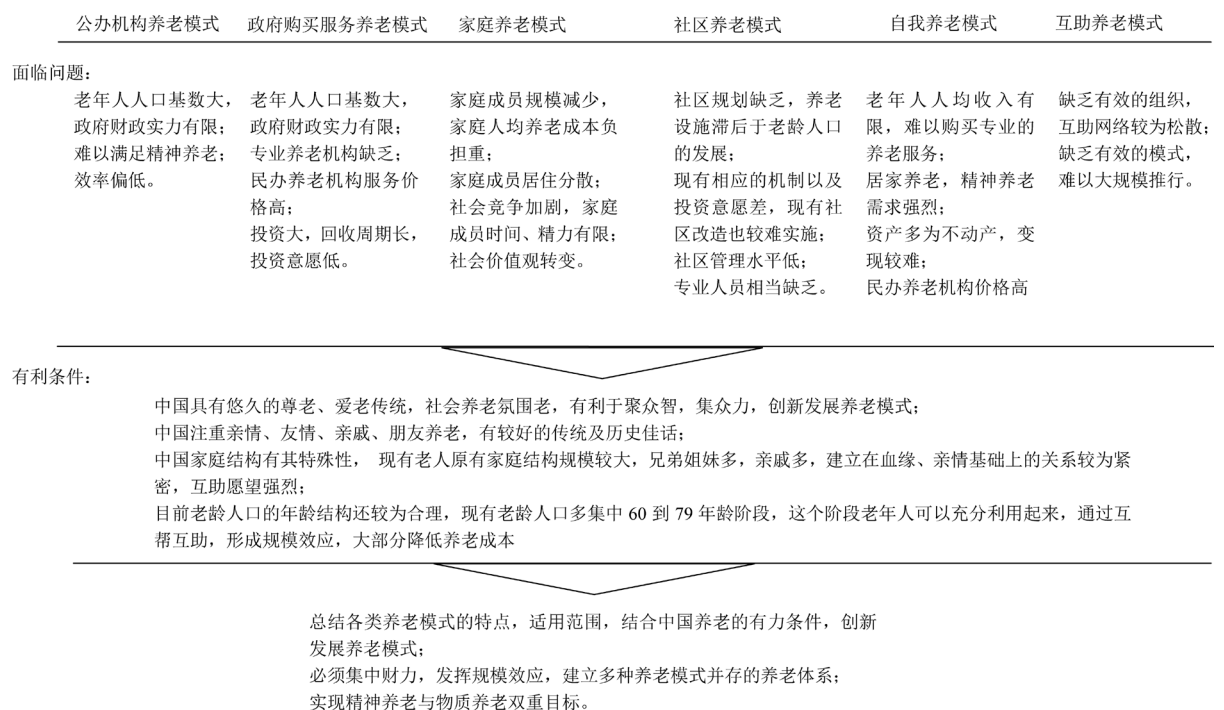 公办机构养老模式 政府购买服务养老模式 家庭养老模式 社区养老模式 自我养老模式 互助养老模式
面临问题：
老年人人口基数大，
政府财政实力有限；
难以满足精神养老；
效率偏低。
老年人人口基数大，
政府财政实力有限；
专业养老机构缺乏；
民办养老机构服务价
格高；
投资大，回收周期长，
投资意愿低。
家庭成员规模减少，
家庭人均养老成本负
担重；
家庭成员居住分散；
社会竞争加剧，家庭
成员时间、精力有限；
社会价值观转变。
社区规划缺乏，养老
设施滞后于老龄人口
的发展；
现有相应的机制以及
投资意愿差，现有社
区改造也较难实施；
社区管理水平低；
专业人员相当缺乏。
老年人人均收入有
限，难以购买专业的
养老服务；
居家养老，精神养老
需求强烈；
资产多为不动产，变
现较难；
民办养老机构价格高
缺乏有效的组织，
互助网络较为松散；
缺乏有效的模式，
难以大规模推行。
有利条件：
中国具有悠久的尊老、爱老传统，社会养老氛围老，有利于聚众智，集众力，创新发展养老模式；
中国注重亲情、友情、亲戚、朋友养老，有较好的传统及历史佳话；
中国家庭结构有其特殊性， 现有老人原有家庭结构规模较大，兄弟姐妹多，亲戚多，建立在血缘、亲情基础上的关系较为紧
密，互助愿望强烈；
目前老龄人口的年龄结构还较为合理，现有老龄人口多集中 60 到 79 年龄阶段，这个阶段老年人可以充分利用起来，通过互
帮互助，形成规模效应，大部分降低养老成本
总结各类养老模式的特点，适用范围，结合中国养老的有力条件，创新
发展养老模式；
必须集中财力，发挥规模效应，建立多种养老模式并存的养老体系；
实现精神养老与物质养老双重目标。